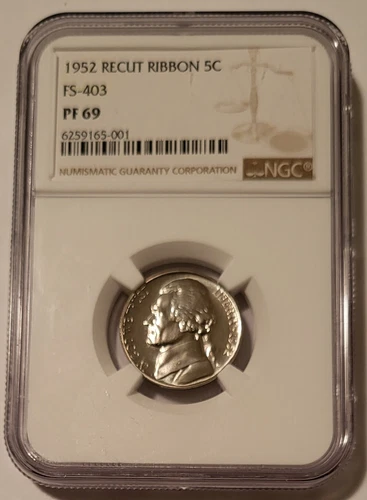 1952 RECUT RIBBON 5C
FS-403
PF 69
6259165-001
NUMISMATIC GUARANTY CORPORATION
NGC®